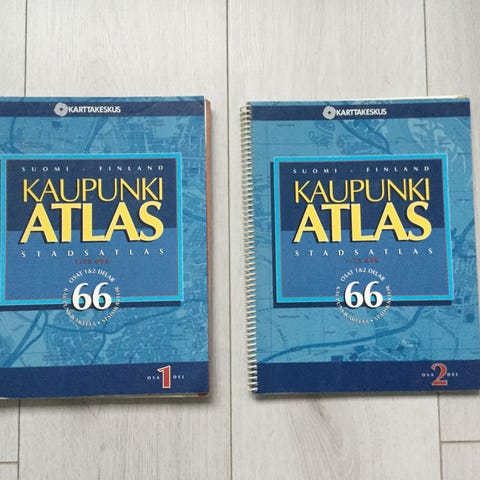 KARTTAKESKUS
SUOMI - FINLAND
KAUPUNKI
ATLAS
STADSATLAS
OSAT 1&2 DELAR
66
OSA 1 DEL
KARTTAKESKUS
SUOMI - FINLAND
KAUPUNKI
ATLAS
STADSATLAS
OSAT 1&2 DELAR
66
OSA 2 DEL